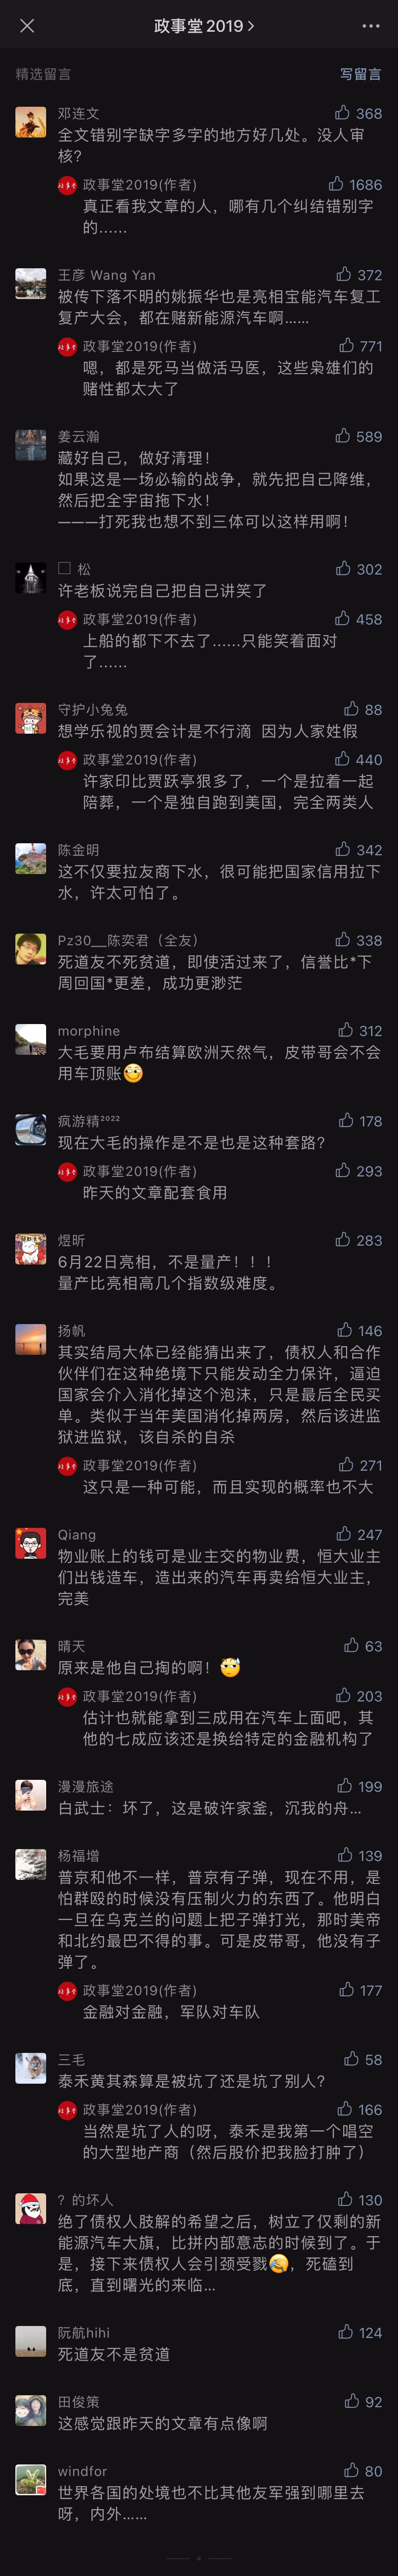 政事堂2019
精选留言
写留言
邓连文
368
全文错别字缺字多字的地方好几处。没人审
核？
政事堂2019(作者)
1686
真正看我文章的人，哪有几个纠结错别字
的……
王彦 Wang Yan
372
被传下落不明的姚振华也是亮相宝能汽车复工
复产大会，都在赌新能源汽车啊……
政事堂2019(作者)
771
嗯，都是死马当做活马医，这些枭雄们的
赌性都太大了
姜云瀚
589
藏好自己，做好清理！
如果这是一场必输的战争，就先把自己降维，
然后把全宇宙拖下水！
———打死我也想不到三体可以这样用啊！
松
302
许老板说完自己把自己讲笑了
政事堂2019(作者)
458
上船的都下不去了……只能笑着面对
了……
守护小兔兔
88
想学乐视的贾会计是不行滴 因为人家姓假
政事堂2019(作者)
440
许家印比贾跃亭狠多了，一个是拉着一起
陪葬，一个是独自跑到美国，完全两类人
陈金明
342
这不仅要拉友商下水，很可能把国家信用拉下
水，许太可怕了。
Pz30__陈奕君（全友）
338
死道友不死贫道，即使活过来了，信誉比*下
周回国*更差，成功更渺茫
morphine
312
大毛要用卢布结算欧洲天然气，皮带哥会不会
用车顶账
疯游精²⁰²²
178
现在大毛的操作是不是也是这种套路？
政事堂2019(作者)
293
昨天的文章配套食用
煜昕
283
6月22日亮相，不是量产！！！
量产比亮相高几个指数级难度。
扬帆
146
其实结局大体已经能猜出来了，债权人和合作
伙伴们在这种绝境下只能发动全力保许，逼迫
国家会介入消化掉这个泡沫，只是最后全民买
单。类似于当年美国消化掉两房，然后该进监
狱进监狱，该自杀的自杀
政事堂2019(作者)
271
这只是一种可能，而且实现的概率也不大
Qiang
247
物业账上的钱可是业主交的物业费，恒大业主
们出钱造车，造出来的汽车再卖给恒大业主，
完美
晴天
63
原来是他自己掏的啊！
政事堂2019(作者)
203
估计也就能拿到三成用在汽车上面吧，其
他的七成应该还是换给特定的金融机构了
漫漫旅途
199
白武士：坏了，这是破许家釜，沉我的舟…
杨福增
139
普京和他不一样，普京有子弹，现在不用，是
怕群殴的时候没有压制火力的东西了。他明白
一旦在乌克兰的问题上把子弹打光，那时美帝
和北约最巴不得的事。可是皮带哥，他没有子
弹了。
政事堂2019(作者)
177
金融对金融，军队对车队
三毛
58
泰禾黄其森算是被坑了还是坑了别人？
政事堂2019(作者)
166
当然是坑了人的呀，泰禾是我第一个唱空
的大型地产商（然后股价把我脸打肿了）
？的坏人
130
绝了债权人肢解的希望之后，树立了仅剩的新
能源汽车大旗，比拼内部意志的时候到了。于
是，接下来债权人会引颈受戮，死磕到
底，直到曙光的来临…
阮航hihi
124
死道友不是贫道
田俊策
92
这感觉跟昨天的文章有点像啊
windfor
80
世界各国的处境也不比其他友军强到哪里去
呀，内外……